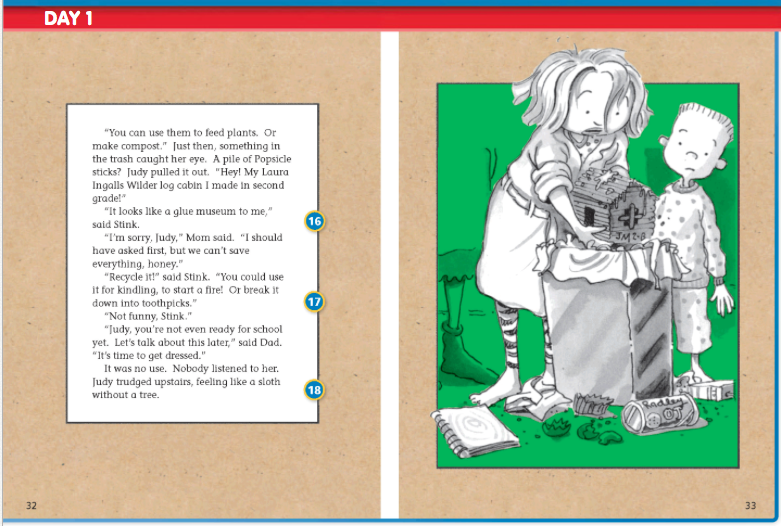 DAY 1
"You can use them to feed plants. Or
make compost." Just then, something in
the trash caught her eye. A pile of Popsicle
sticks? Judy pulled it out. "Hey! My Laura
Ingalls Wilder log cabin I made in second
grade!"
"It looks like a glue museum to me,"
said Stink.
16
"I'm sorry, Judy," Mom said. "I should
have asked first, but we can't save
everything, honey."
"Recycle it!" said Stink. "You could use
it for kindling, to start a fire! Or break it
down into toothpicks."
17
"Not funny, Stink."
"Judy, you're not even ready for school
yet. Let's talk about this later," said Dad.
"It's time to get dressed."
It was no use. Nobody listened to her.
Judy trudged upstairs, feeling like a sloth
without a tree.
18
32
OJ
33